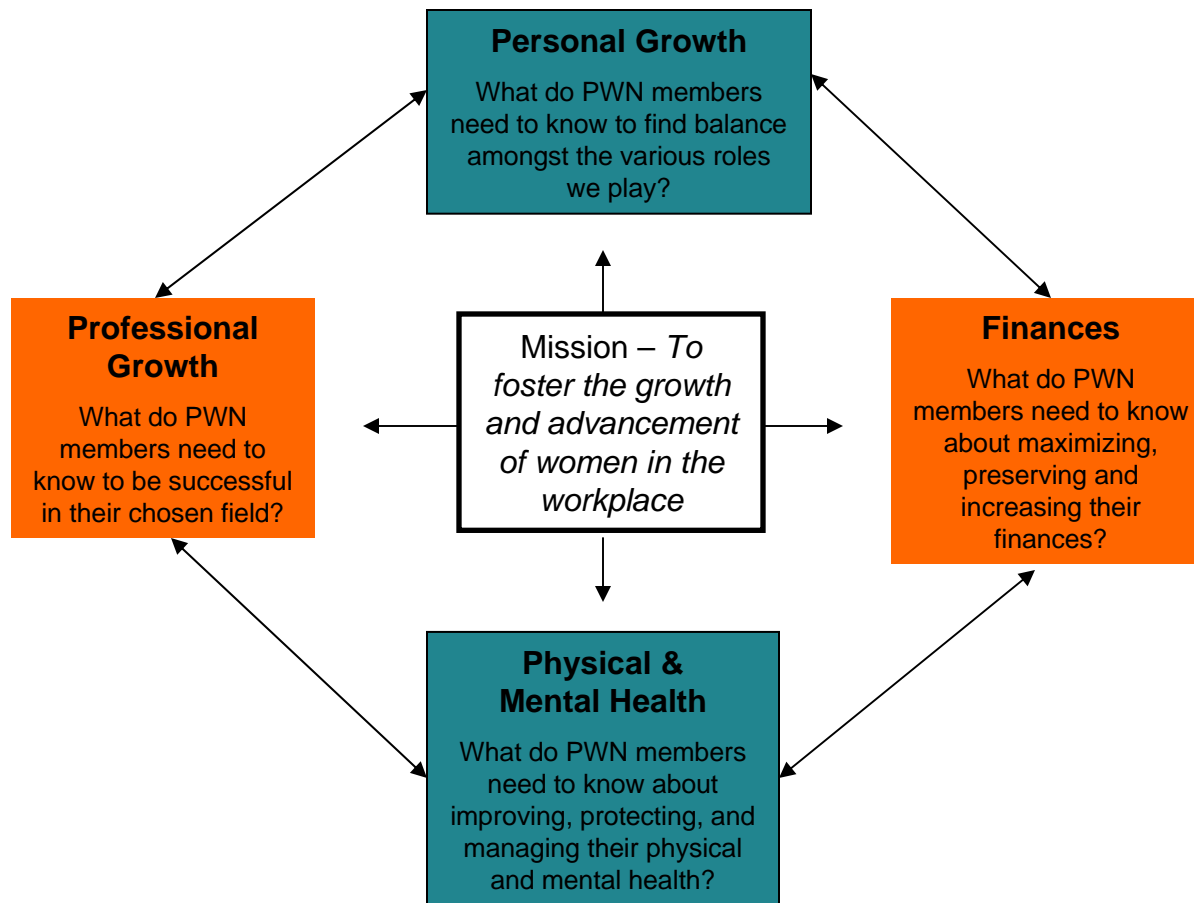 Personal Growth
What do PWN members
need to know to find balance
amongst the various roles
we play?
Professional
Growth
What do PWN
members need to
know to be successful
in their chosen field?
Mission – To
foster the growth
and advancement
of women in the
workplace
Finances
What do PWN
members need to know
about maximizing,
preserving and
increasing their
finances?
Physical &
Mental Health
What do PWN members
need to know about
improving, protecting, and
managing their physical
and mental health?